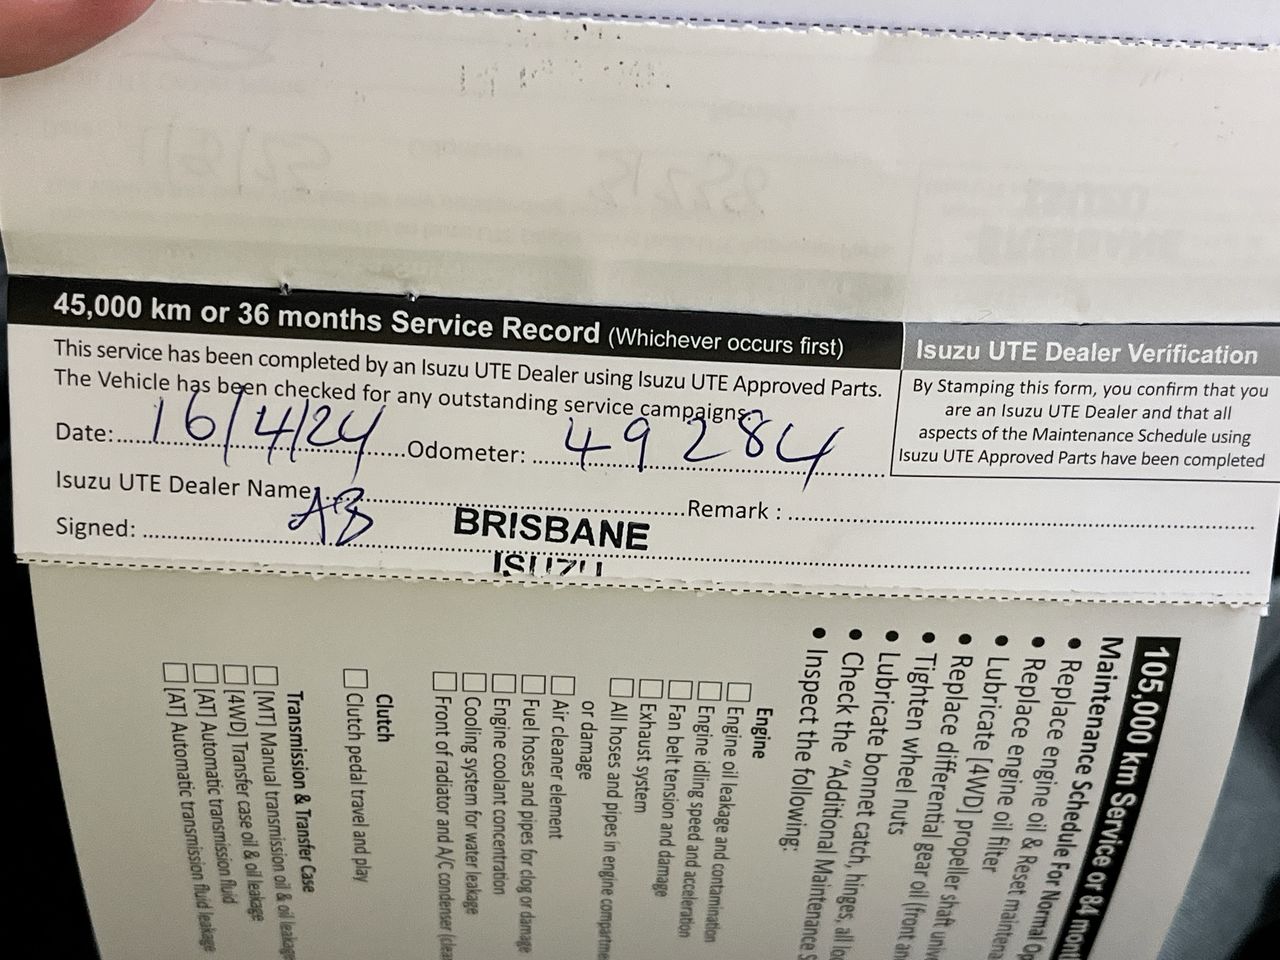 45,000 km or 36 months Service Record (Whichever occurs first)
This service has been completed by an Isuzu UTE Dealer using Isuzu UTE Approved Parts.
The Vehicle has been checked for any outstanding service campaigns.
Date: 16/4/24 Odometer: 49284
Isuzu UTE Dealer Name: Remark :
Signed: AB
BRISBANE
ISUZU
Isuzu UTE Dealer Verification
By Stamping this form, you confirm that you
are an Isuzu UTE Dealer and that all
aspects of the Maintenance Schedule using
Isuzu UTE Approved Parts have been completed
105,000 km Service or 84
Maintenance Schedule For Normal
• Replace engine oil & Reset
• Replace engine oil filter
• Lubricate [4WD] propeller shaft
• Replace differential gear oil (front
• Tighten wheel nuts
• Lubricate bonnet catch, hinges, all
• Check the "Additional Maintenance
• Inspect the following:
Engine
Engine oil leakage and contamination
Engine idling speed and acceleration
Fan belt tension and damage
Exhaust system
All hoses and pipes in engine
or damage
Air cleaner element
Fuel hoses and pipes for clog or damage
Engine coolant concentration
Cooling system for water leakage
Front of radiator and A/C condenser
Clutch
Clutch pedal travel and play
Transmission & Transfer Case
[MT] Manual transmission oil & oil leakage
[4WD] Transfer case oil & oil leakage
[AT] Automatic transmission fluid
[AT] Automatic transmission fluid leakage